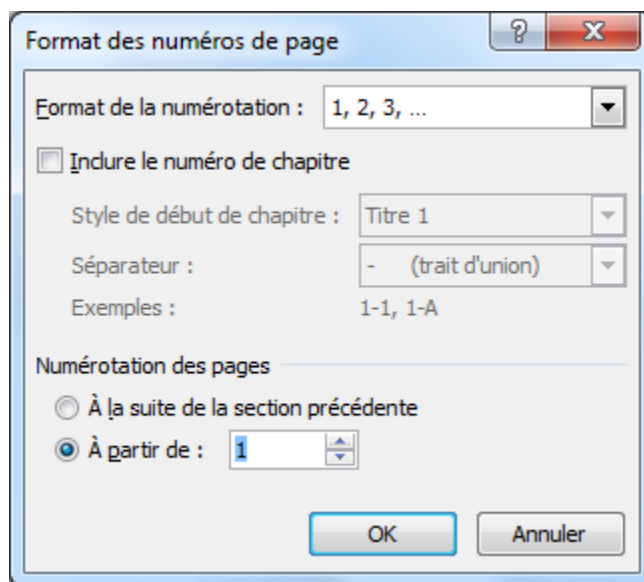 Format des numéros de page
Format de la numérotation : 1, 2, 3, ...
Inclure le numéro de chapitre
Style de début de chapitre : Titre 1
Séparateur : - (trait d'union)
Exemples : 1-1, 1-A
Numérotation des pages
À la suite de la section précédente
À partir de : 1
OK Annuler